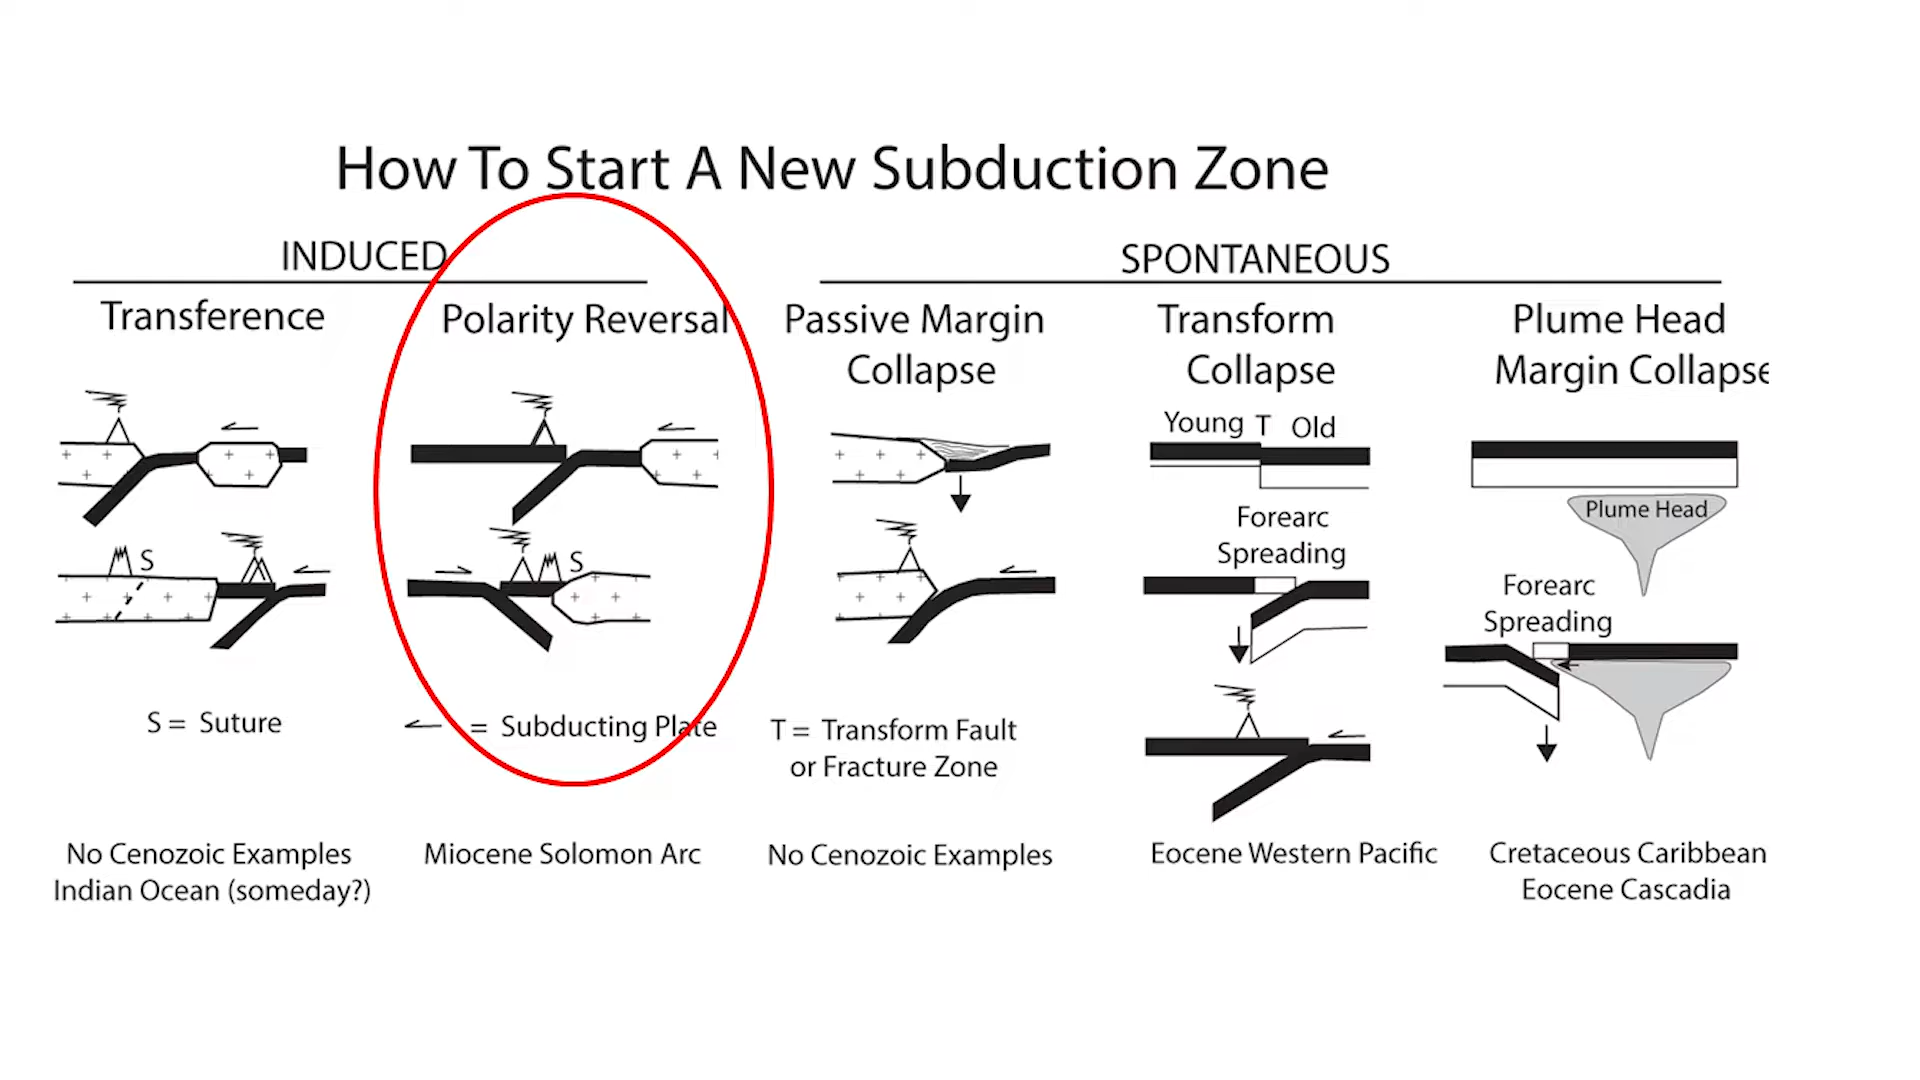 How To Start A New Subduction Zone
INDUCED
SPONTANEOUS
Transference
Polarity Reversal
Passive Margin
Collapse
Transform
Collapse
Plume Head
Margin Collapse
Young T Old
Plume Head
Forearc
Spreading
S
S
Forearc
Spreading
S = Suture
= Subducting Plate
T = Transform Fault
or Fracture Zone
No Cenozoic Examples
Indian Ocean (someday?)
Miocene Solomon Arc
No Cenozoic Examples
Eocene Western Pacific
Cretaceous Caribbean
Eocene Cascadia